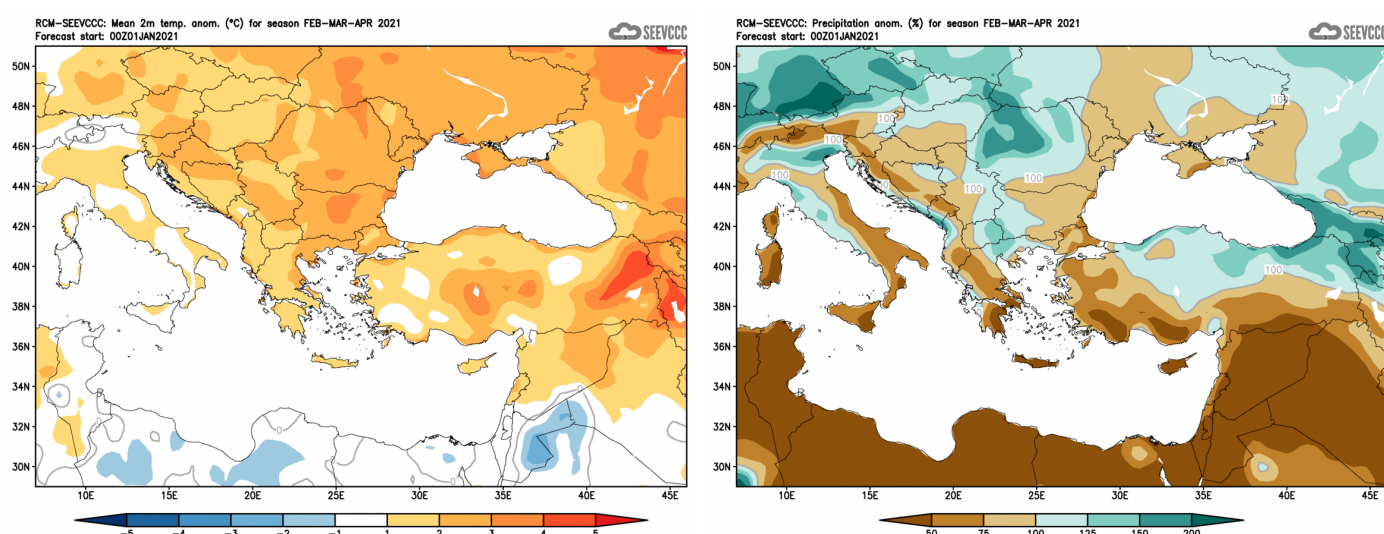 RCM-SEEVCCC: Mean 2m temp. anom. (°C) for season FEB-MAR-APR 2021
Forecast start: 00Z01JAN2021
SEEVCCC
50N
48N
46N
44N
42N
40N
38N
36N
34N
32N
30N
0
0
0
10E
15E
20E
25E
30E
35E
40E
45E
-5
-4
-3
-2
-1
1
2
3
4
5
RCM-SEEVCCC: Precipitation anom. (%) for season FEB-MAR-APR 2021
Forecast start: 00Z01JAN2021
SEEVCCC
50N
48N
46N
44N
42N
40N
38N
36N
34N
32N
30N
100
100
100
100
100
100
100
10E
15E
20E
25E
30E
35E
40E
45E
50
75
100
125
150
200